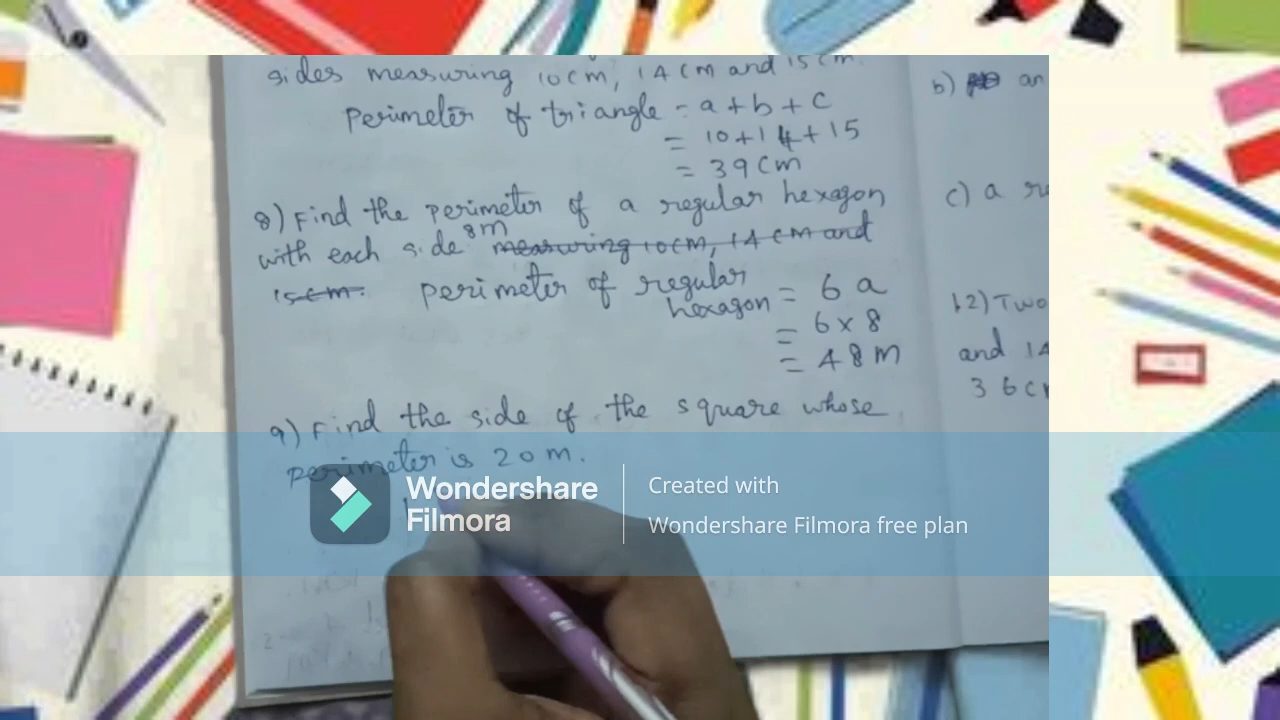 sides measuring 10cm, 14cm and 15cm.
Perimeter of triangle = a+b+c
= 10+14+15
= 39cm
8) Find the perimeter of a regular hexagon
8m
with each side measuring 10cm, 14cm and
15cm. perimeter of regular
hexagon = 6a
= 6x8
= 48m
9) Find the side of the square whose
perimeter is 20m.
b) an
c) a
12) Two
and 14
36
Wondershare
Filmora
Created with
Wondershare Filmora free plan